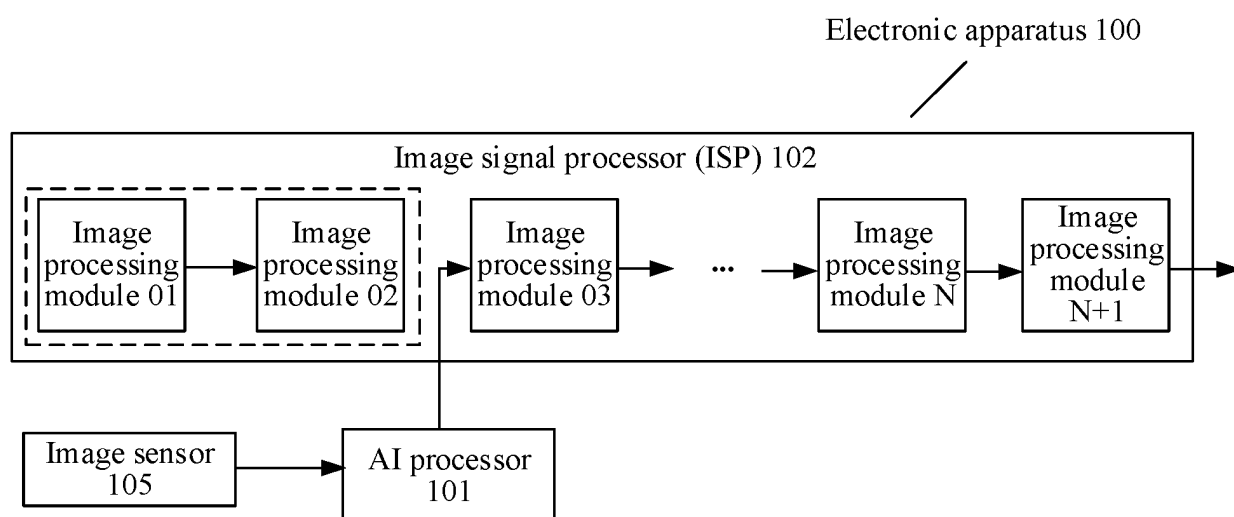 Electronic apparatus 100
Image signal processor (ISP) 102
Image
processing
module 01
Image
processing
module 02
Image
processing
module 03
...
Image
processing
module N
Image
processing
module
N+1
Image sensor
105
AI processor
101